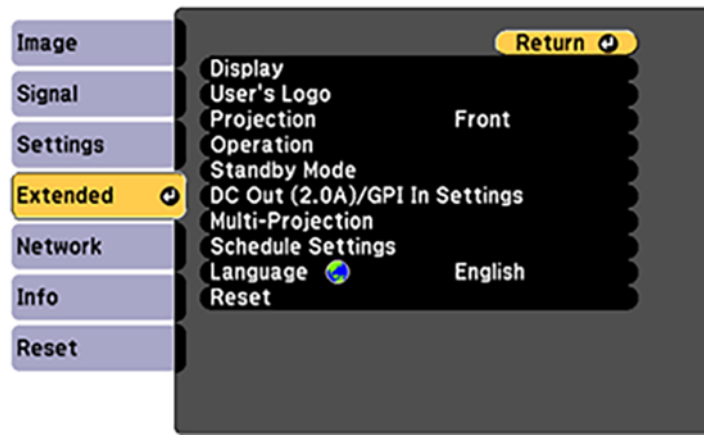 Image
Signal
Settings
Extended
Network
Info
Reset
Return
Display
User's Logo
Projection Front
Operation
Standby Mode
DC Out (2.0A)/GPI In Settings
Multi-Projection
Schedule Settings
Language English
Reset